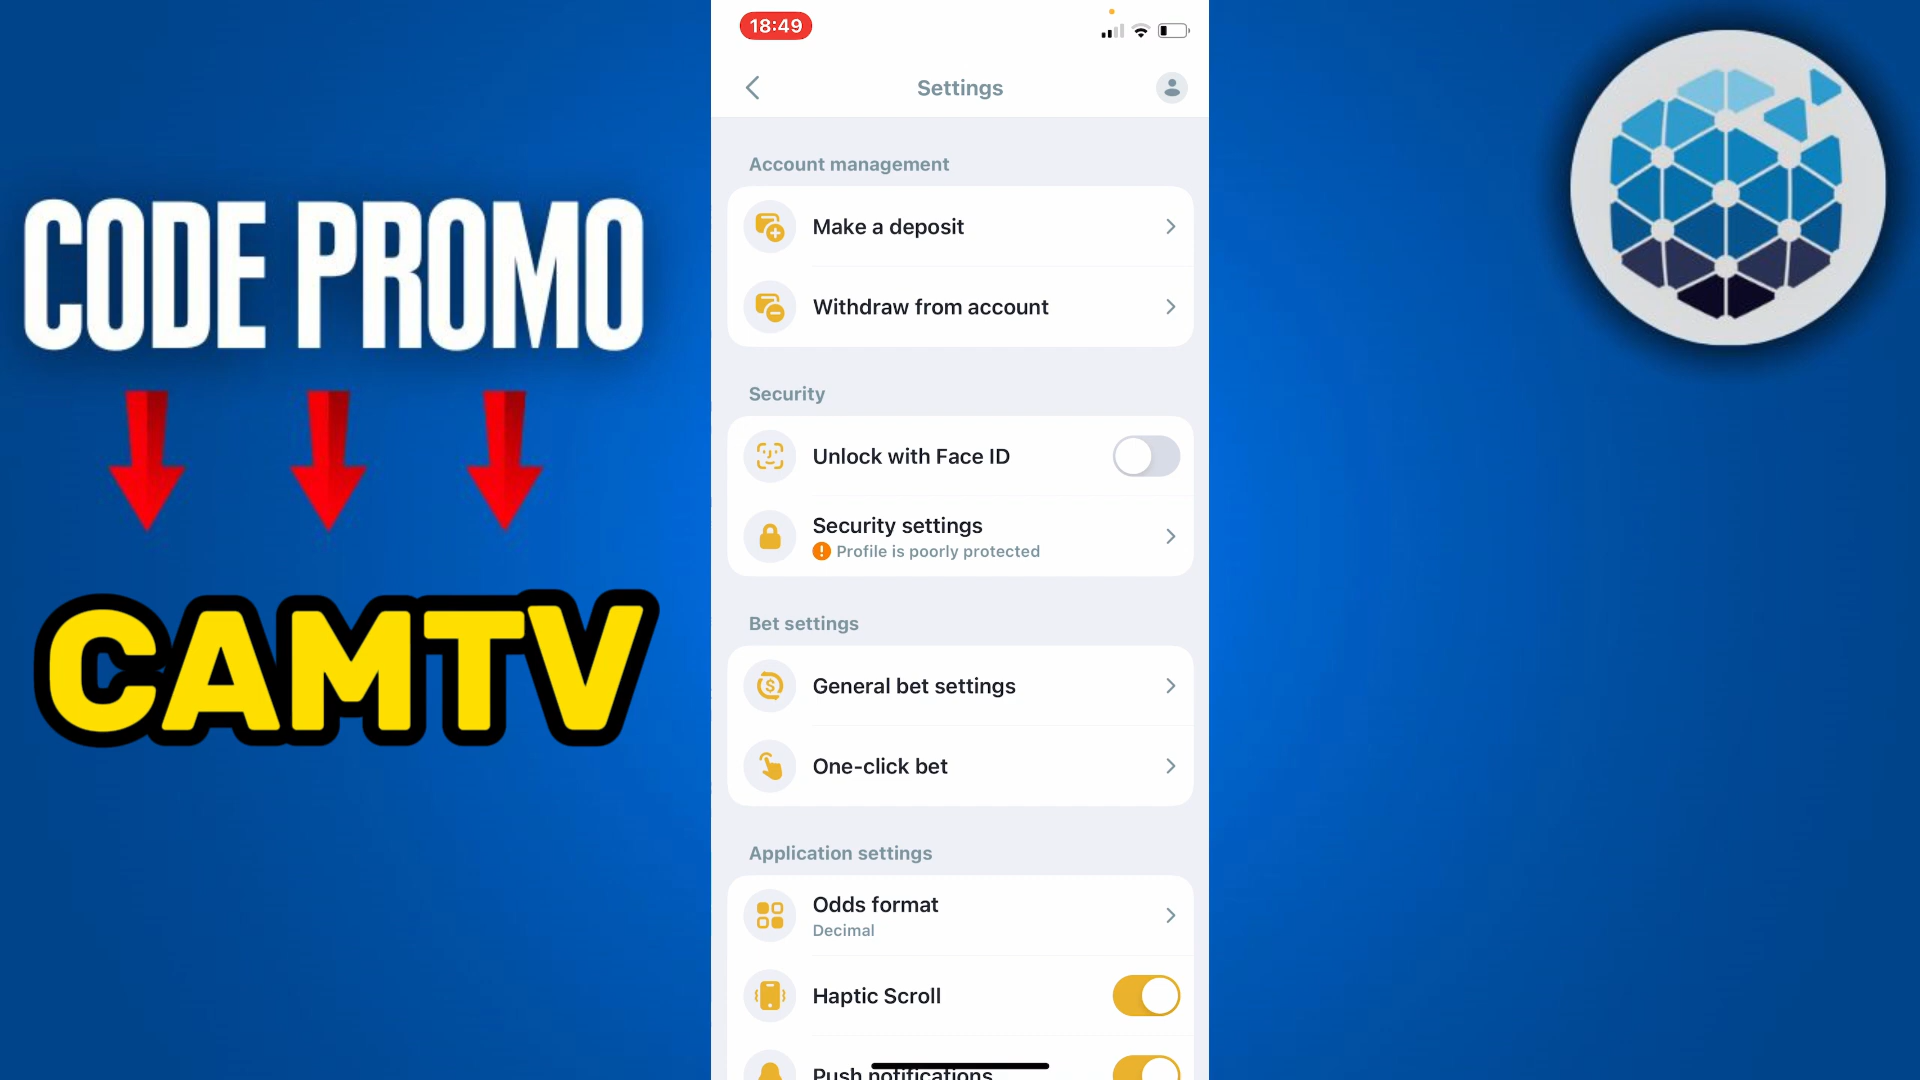 CODE PROMO
CAMTV
18:49
Settings
Account management
Make a deposit
Withdraw from account
Security
Unlock with Face ID
Security settings
Profile is poorly protected
Bet settings
General bet settings
One-click bet
Application settings
Odds format
Decimal
Haptic Scroll
Push notifications